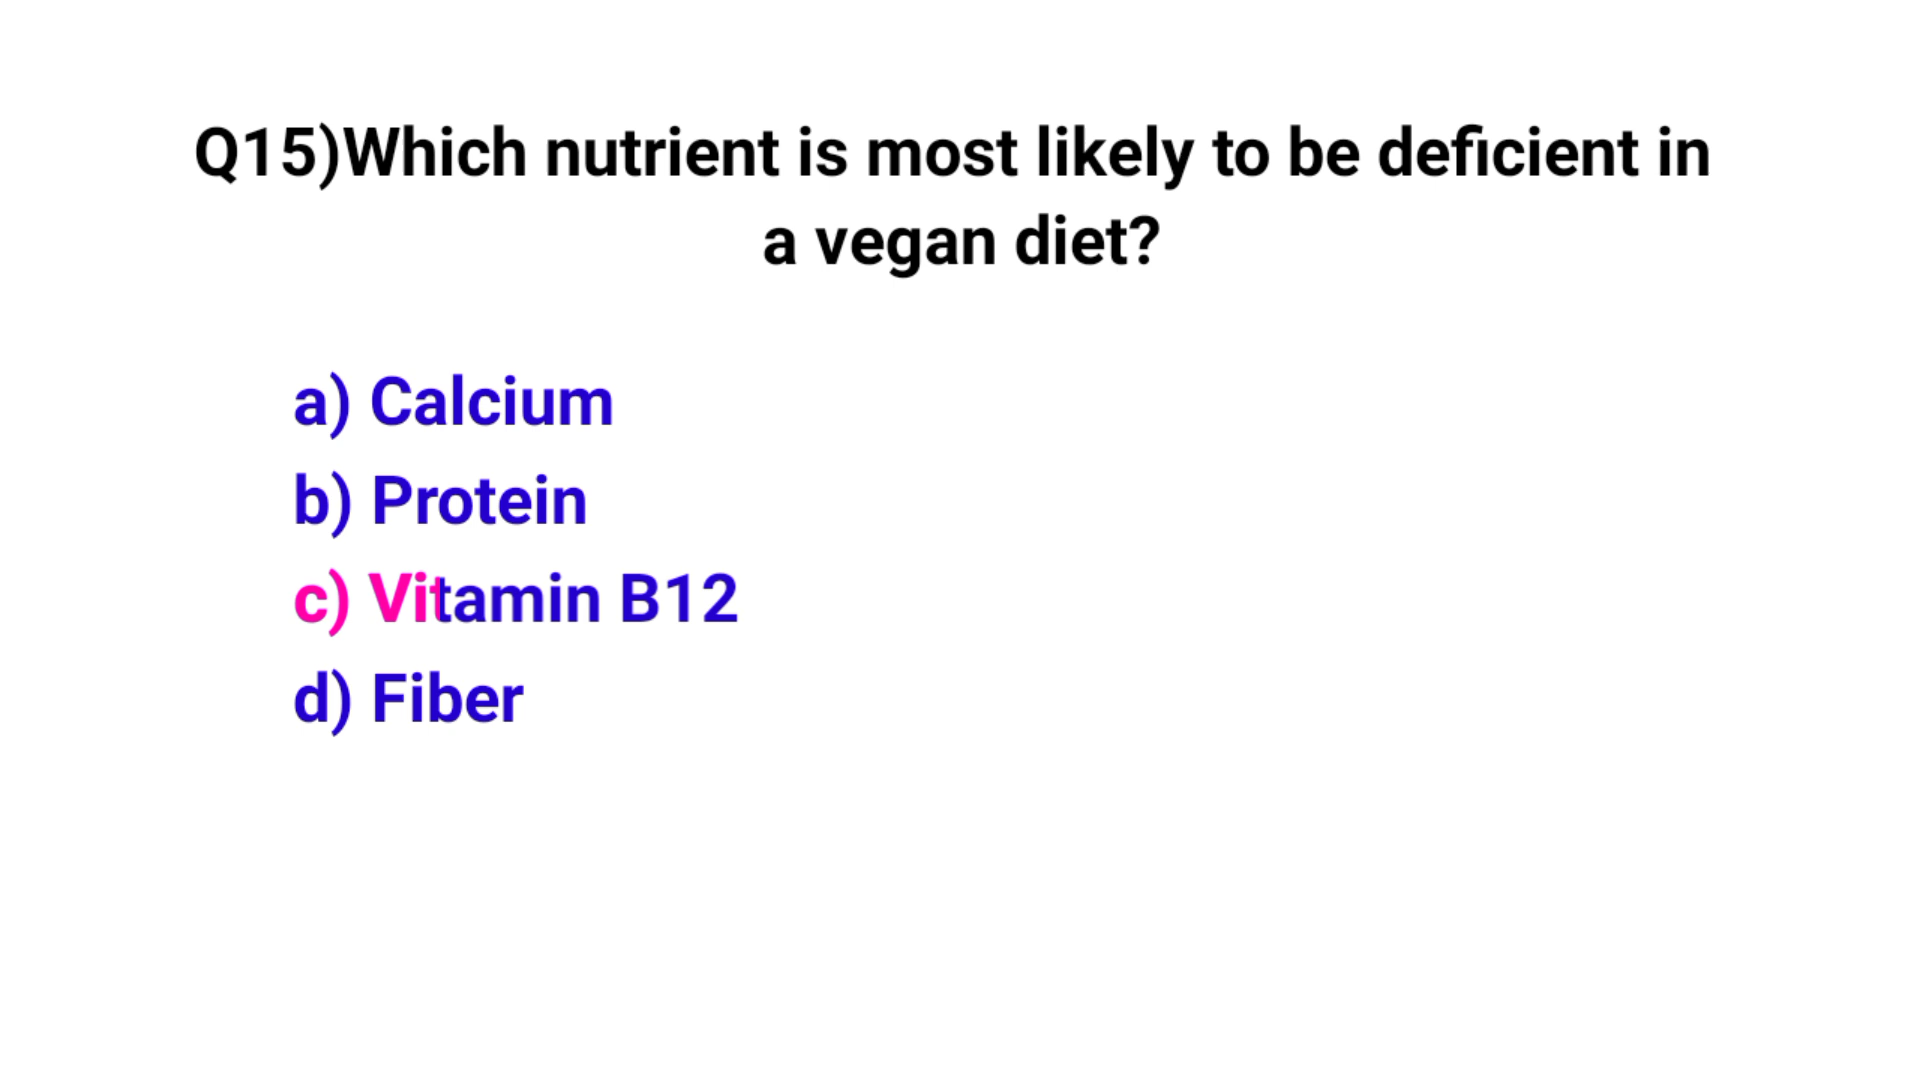 Q15)Which nutrient is most likely to be deficient in
a vegan diet?
a) Calcium
b) Protein
c) Vitamin B12
d) Fiber